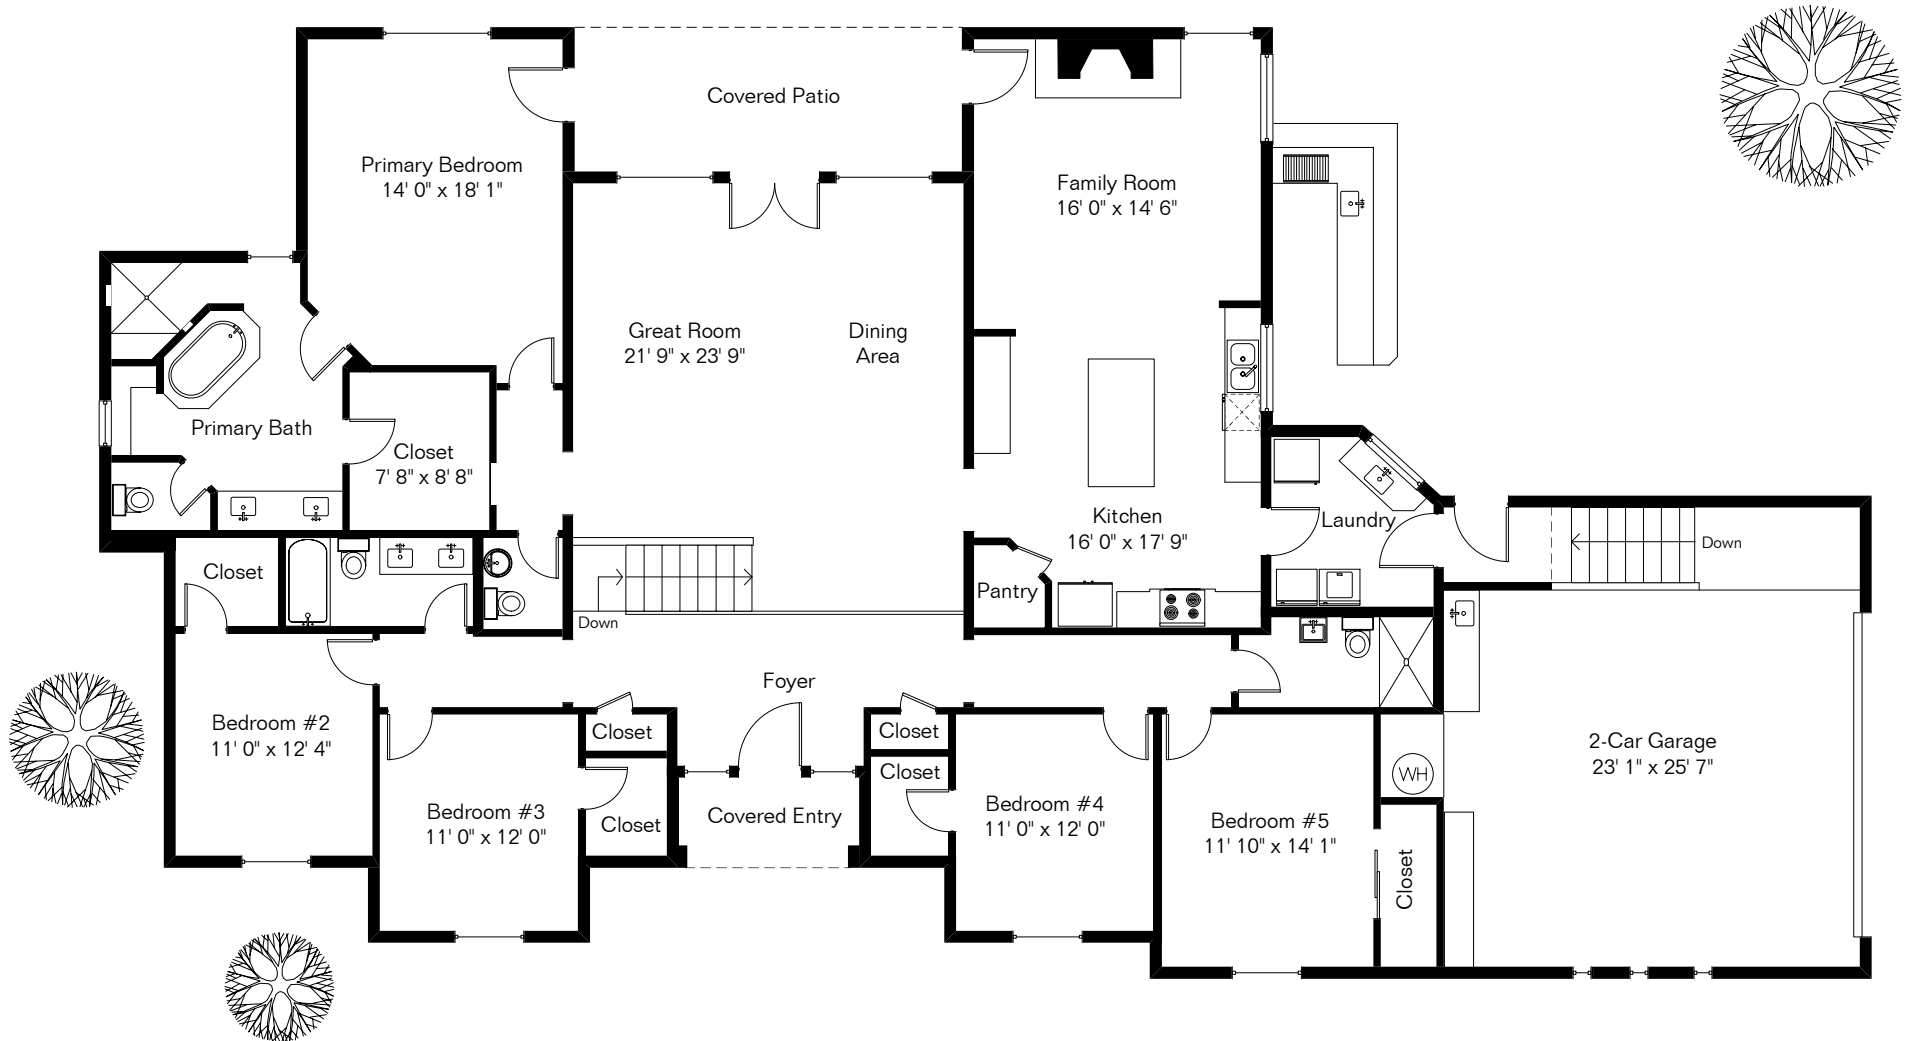 Covered Patio
Primary Bedroom
14' 0" x 18' 1"
Family Room
16' 0" x 14' 6"
Great Room
21' 9" x 23' 9"
Dining
Area
Primary Bath
Closet
7' 8" x 8' 8"
Kitchen
16' 0" x 17' 9"
Laundry
Down
Closet
Pantry
Down
Foyer
Bedroom #2
11' 0" x 12' 4"
Closet
Closet
2-Car Garage
23' 1" x 25' 7"
Closet
WH
Bedroom #3
11' 0" x 12' 0"
Closet
Covered Entry
Bedroom #4
11' 0" x 12' 0"
Bedroom #5
11' 10" x 14' 1"
Closet